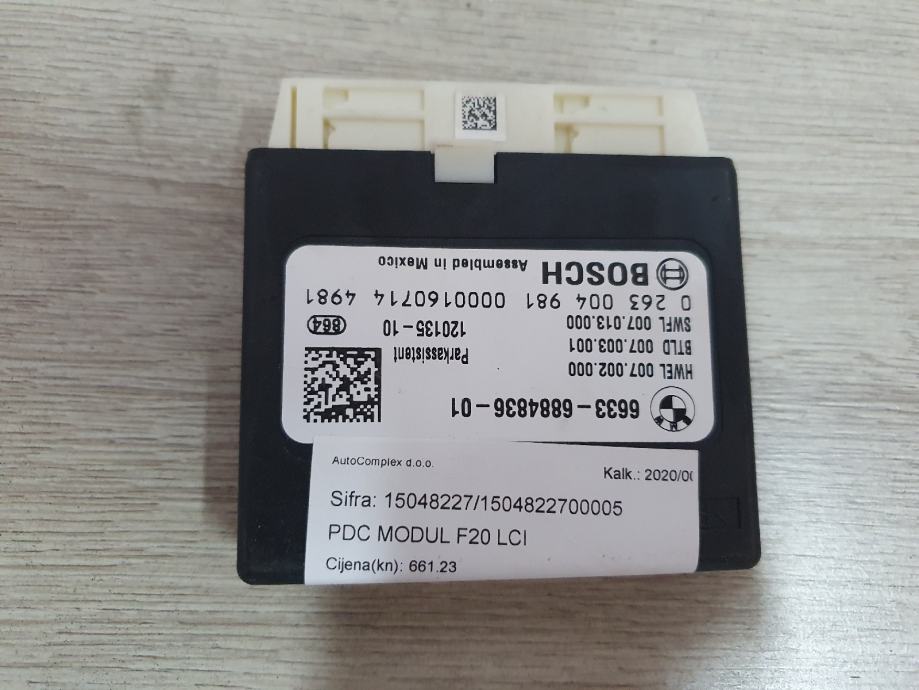 6633-6884836-01
HWEL 007.002.000
BTLD 007.003.001
SWFL 007.013.000
Parkassistent
120135-10
864
0 263 004 981 0000160714 4981
BOSCH
Assembled in Mexico
AutoComplex d.o.o.
Kalk.: 2020/0
Sifra: 15048227/1504822700005
PDC MODUL F20 LCI
Cijena(kn): 661.23